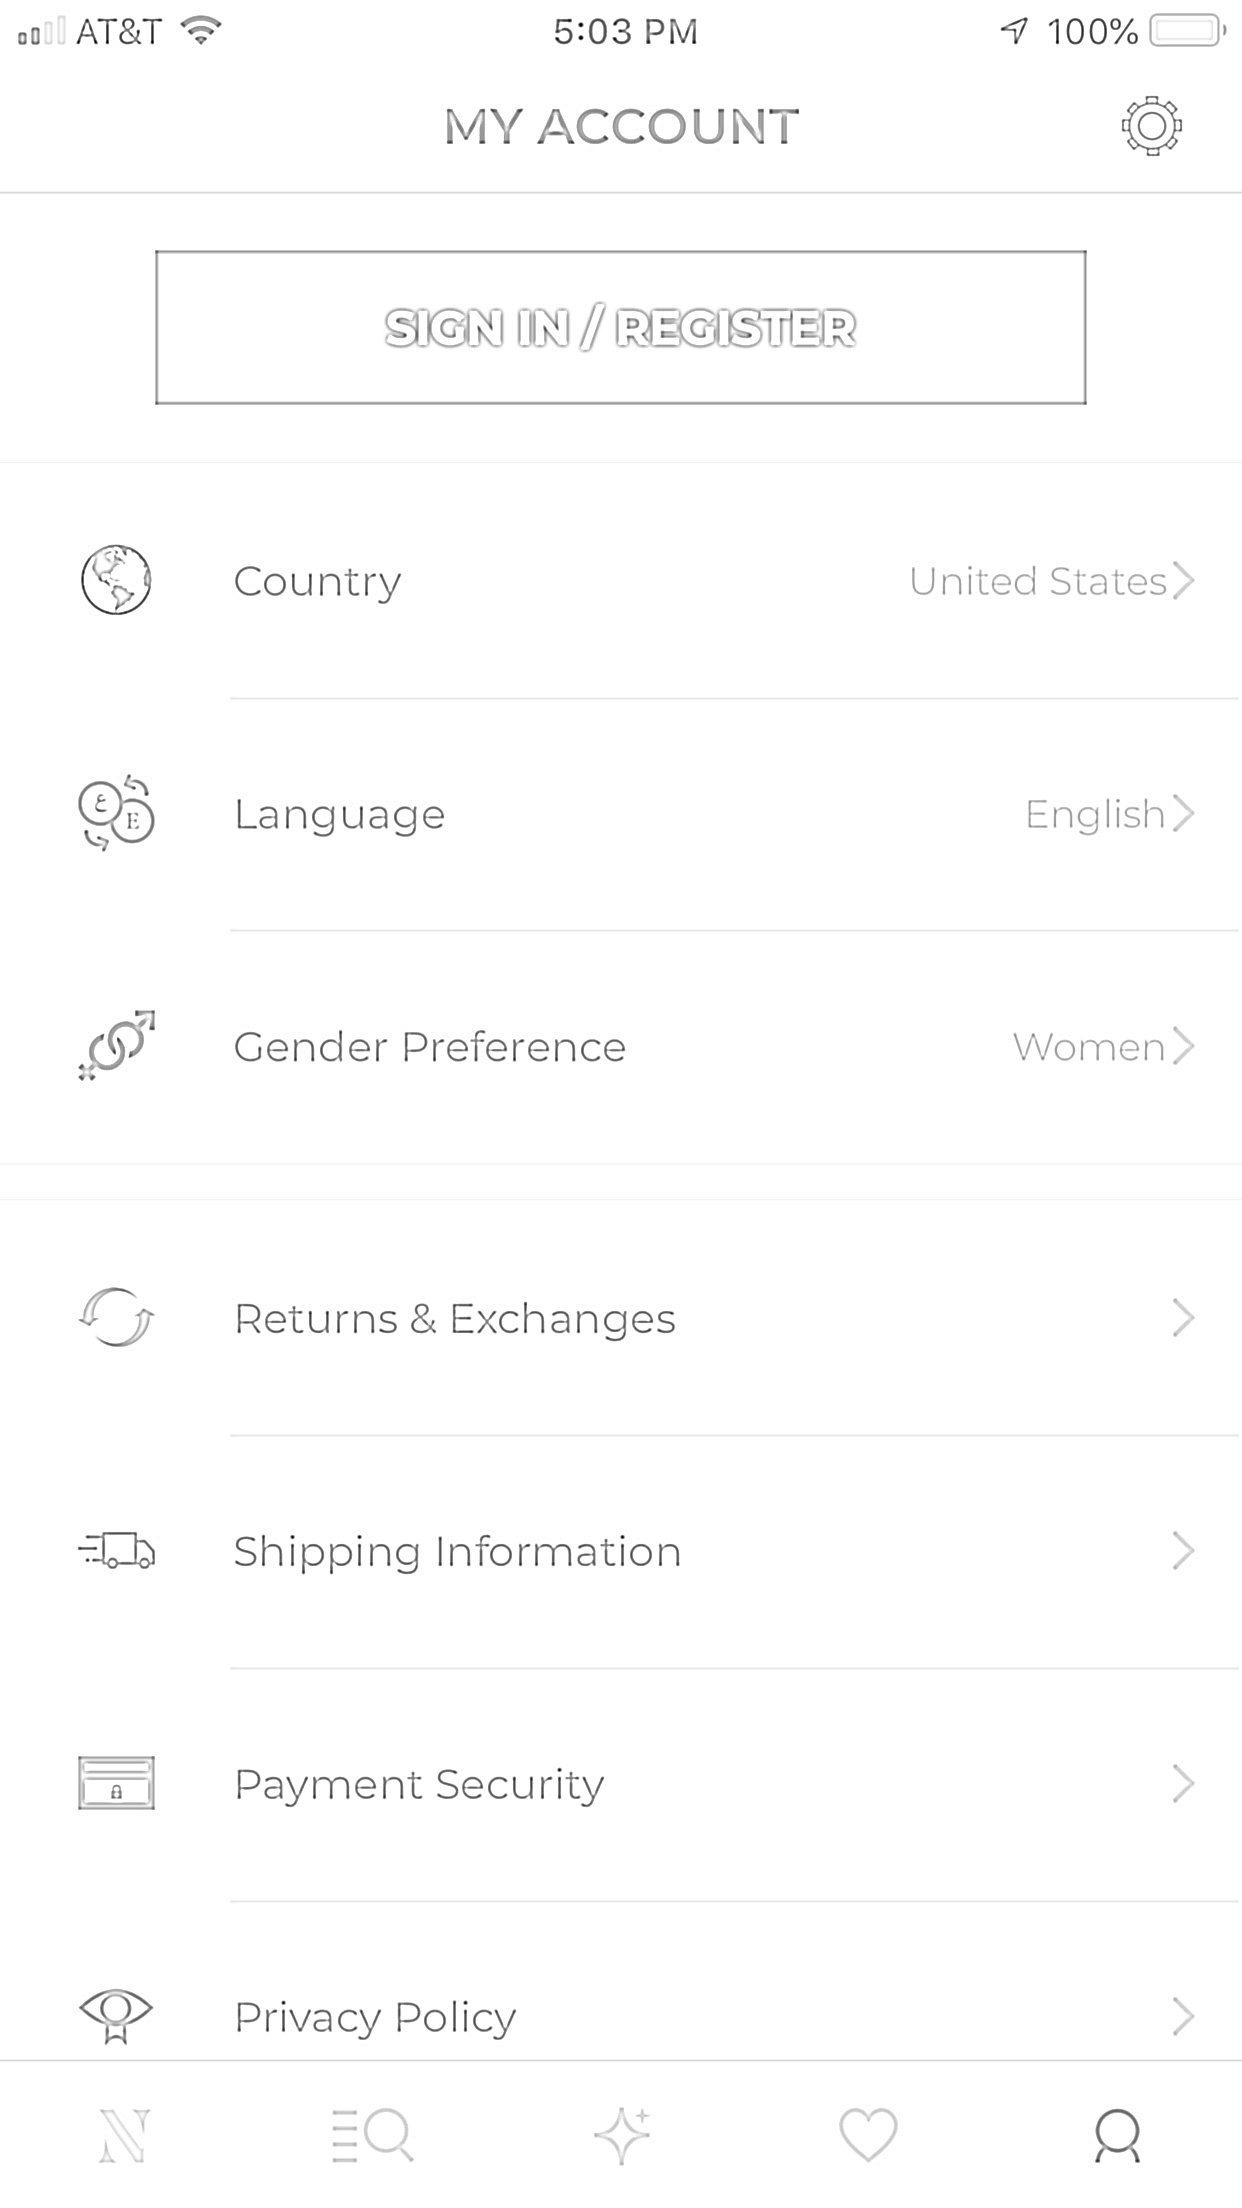 AT&T 5:03 PM 100%
MY ACCOUNT
SIGN IN / REGISTER
Country United States
ع E
Language English
Gender Preference Women
Returns & Exchanges
Shipping Information
Payment Security
Privacy Policy
N